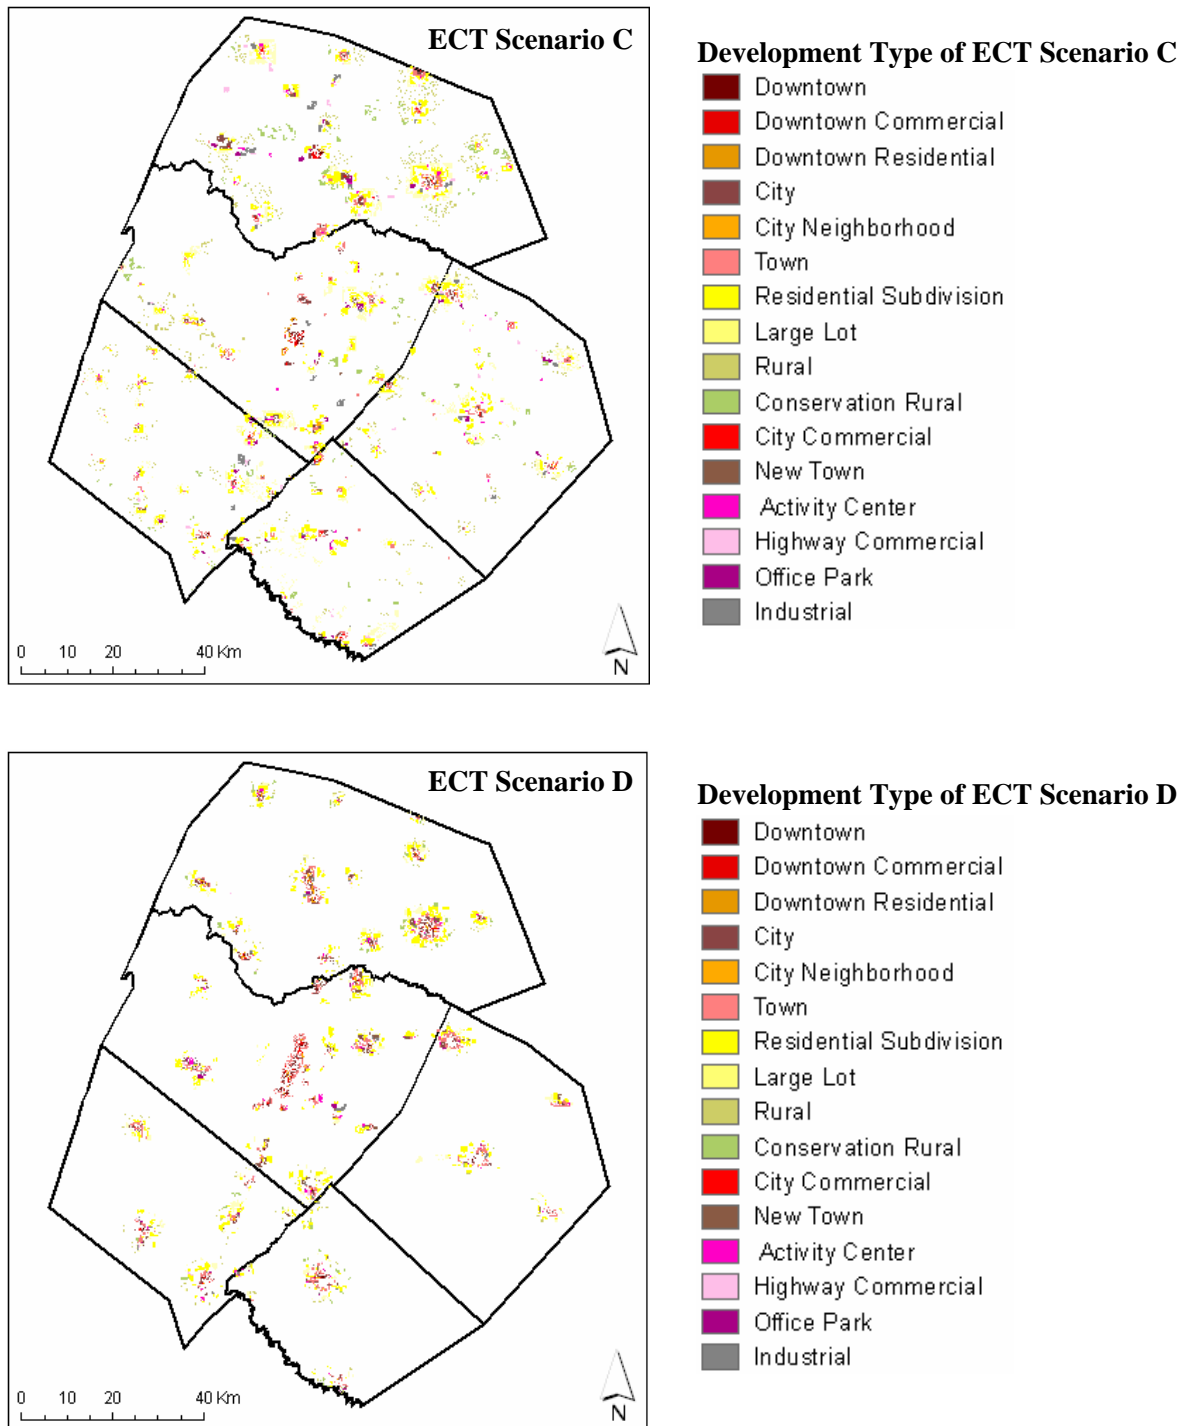 ECT Scenario C
0 10 20 40 Km
N
Development Type of ECT Scenario C
Downtown
Downtown Commercial
Downtown Residential
City
City Neighborhood
Town
Residential Subdivision
Large Lot
Rural
Conservation Rural
City Commercial
New Town
Activity Center
Highway Commercial
Office Park
Industrial
ECT Scenario D
0 10 20 40 Km
N
Development Type of ECT Scenario D
Downtown
Downtown Commercial
Downtown Residential
City
City Neighborhood
Town
Residential Subdivision
Large Lot
Rural
Conservation Rural
City Commercial
New Town
Activity Center
Highway Commercial
Office Park
Industrial